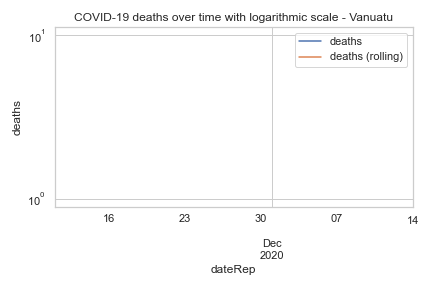 COVID-19 deaths over time with logarithmic scale - Vanuatu
10¹
deaths
deaths (rolling)
deaths
10⁰
16 23 30 07 14
Dec
2020
dateRep